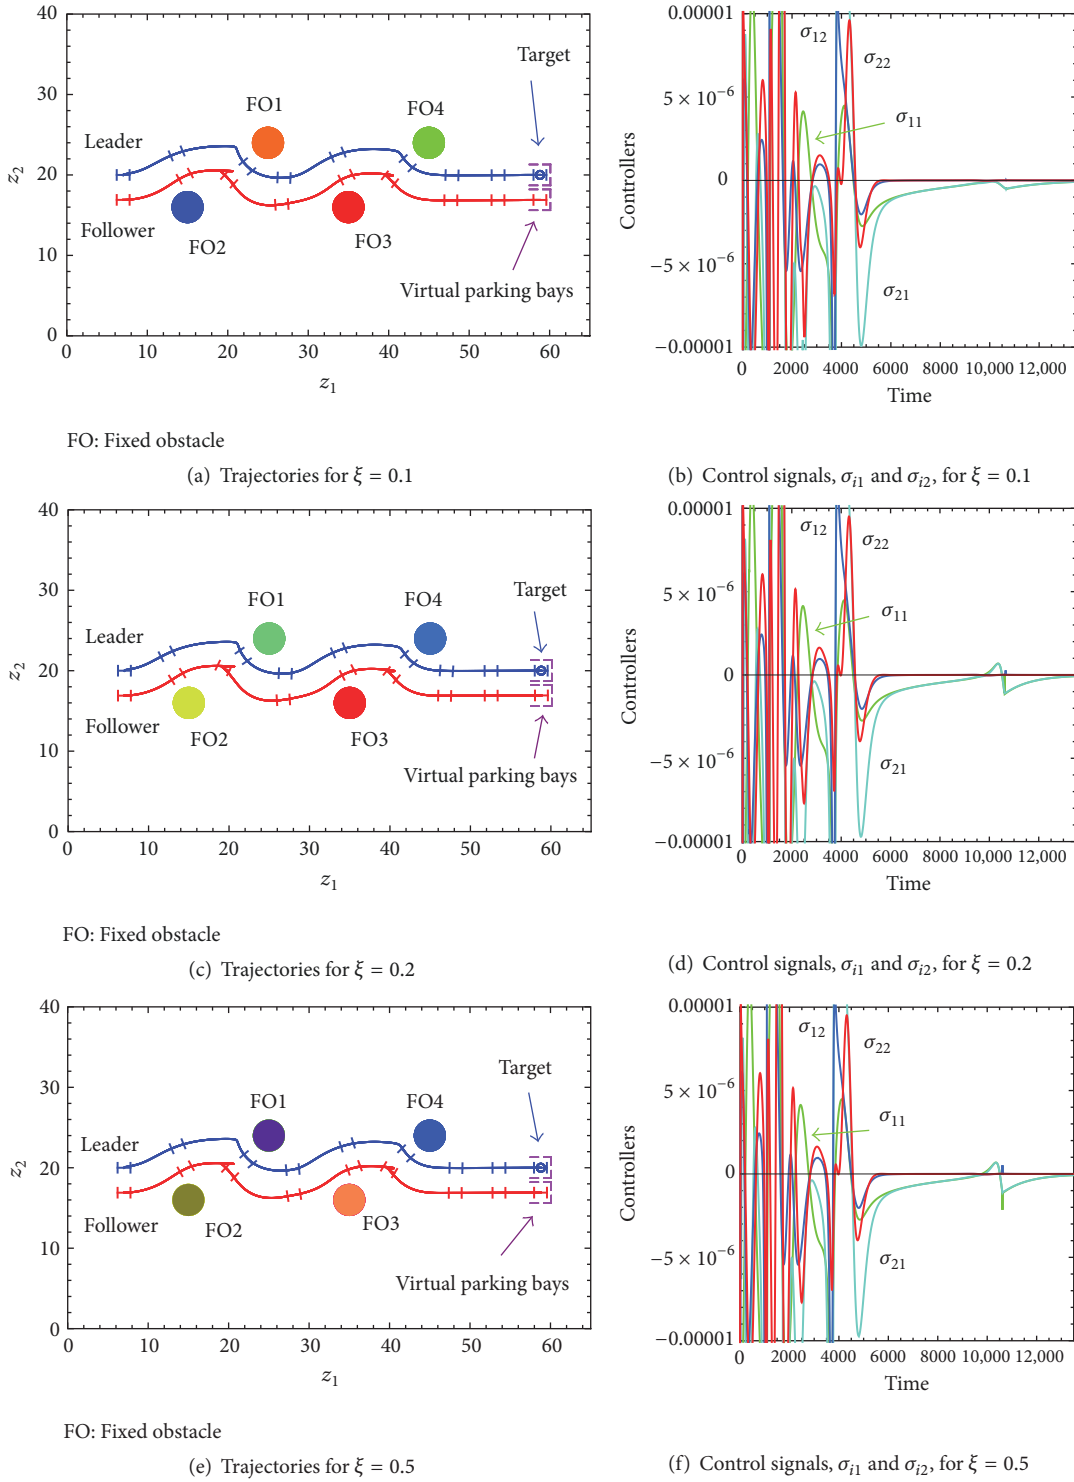 40
30
20
10
0
z2
0 10 20 30 40 50 60
z1
Target
FO1
FO4
Leader
Follower
FO2
FO3
Virtual parking bays
FO: Fixed obstacle
(a) Trajectories for ξ = 0.1
0.00001
5 × 10⁻⁶
0
−5 × 10⁻⁶
−0.00001
Controllers
σ12
σ22
σ11
σ21
0 2000 4000 6000 8000 10,000 12,000
Time
(b) Control signals, σi1 and σi2, for ξ = 0.1
40
30
20
10
0
z2
0 10 20 30 40 50 60
z1
Target
FO1
FO4
Leader
Follower
FO2
FO3
Virtual parking bays
FO: Fixed obstacle
(c) Trajectories for ξ = 0.2
0.00001
5 × 10⁻⁶
0
−5 × 10⁻⁶
−0.00001
Controllers
σ12
σ22
σ11
σ21
0 2000 4000 6000 8000 10,000 12,000
Time
(d) Control signals, σi1 and σi2, for ξ = 0.2
40
30
20
10
0
z2
0 10 20 30 40 50 60
z1
Target
FO1
FO4
Leader
Follower
FO2
FO3
Virtual parking bays
FO: Fixed obstacle
(e) Trajectories for ξ = 0.5
0.00001
5 × 10⁻⁶
0
−5 × 10⁻⁶
−0.00001
Controllers
σ12
σ22
σ11
σ21
0 2000 4000 6000 8000 10,000 12,000
Time
(f) Control signals, σi1 and σi2, for ξ = 0.5